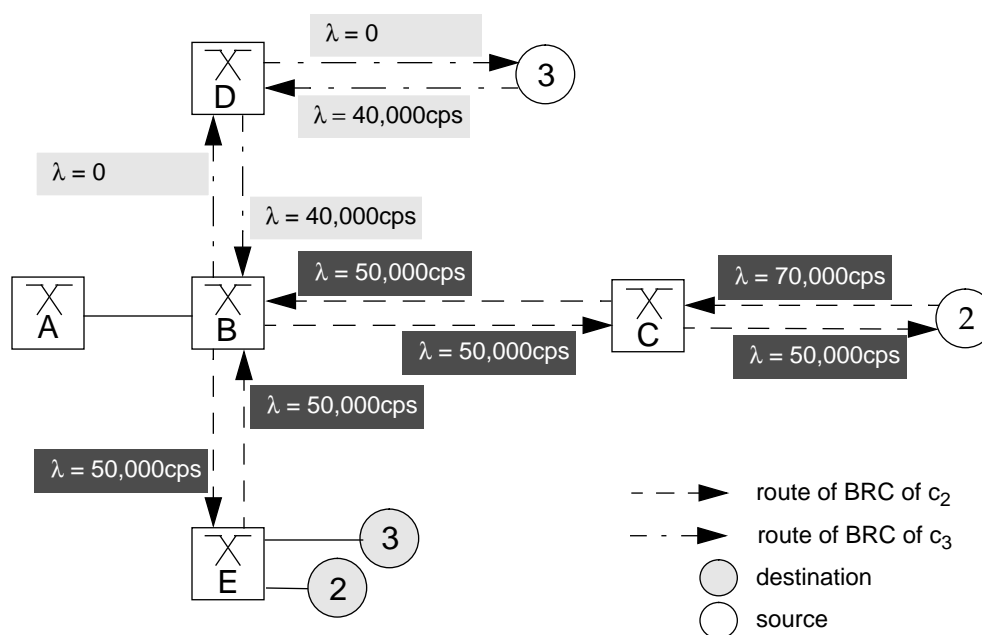 λ = 0
D
3
λ = 40,000cps
λ = 0
λ = 40,000cps
λ = 50,000cps
λ = 70,000cps
A
B
C
2
λ = 50,000cps
λ = 50,000cps
λ = 50,000cps
λ = 50,000cps
route of BRC of c2
route of BRC of c3
3
E
2
destination
source